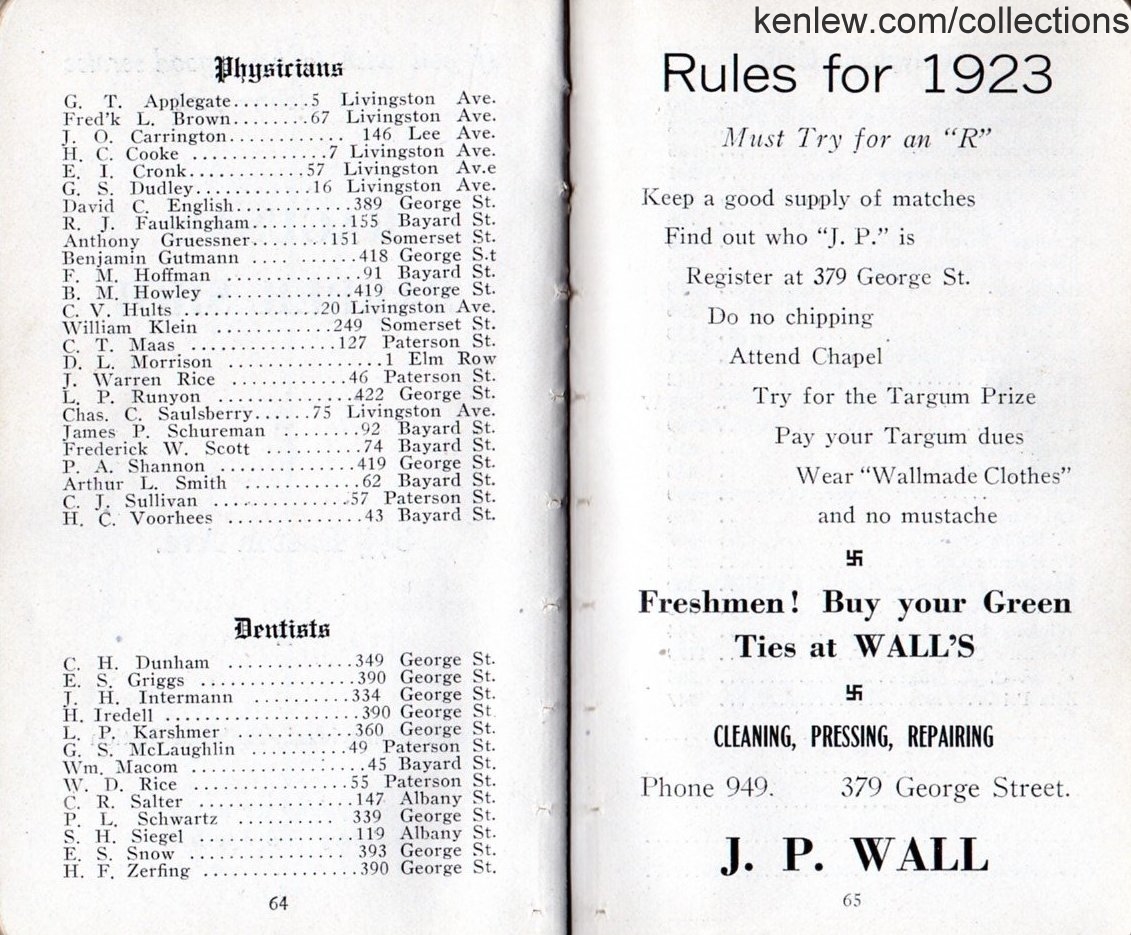 kenlew.com/collections
Physicians
G. T. Applegate........5 Livingston Ave.
Fred'k L. Brown........67 Livingston Ave.
J. O. Carrington............ 146 Lee Ave.
H. C. Cooke ............7 Livingston Ave.
E. I. Cronk............57 Livingston Av.e
G. S. Dudley............16 Livingston Ave.
David C. English............389 George St.
R. J. Faulkingham..........155 Bayard St.
Anthony Gruessner........151 Somerset St.
Benjamin Gutmann .... ........418 George S.t
F. M. Hoffman ..............91 Bayard St.
B. M. Howley ..............419 George St.
C. V. Hults ..............20 Livingston Ave.
William Klein ............249 Somerset St.
C. T. Maas ...............127 Paterson St.
D. L. Morrison ................1 Elm Row
J. Warren Rice ............46 Paterson St.
L. P. Runyon ..............422 George St.
Chas. C. Saulsberry......75 Livingston Ave.
James P. Schureman ........92 Bayard St.
Frederick W. Scott ..........74 Bayard St.
P. A. Shannon ..............419 George St.
Arthur L. Smith ............62 Bayard St.
C. J. Sullivan ..............57 Paterson St.
H. C. Voorhees ..............43 Bayard St.
Dentists
C. H. Dunham .............349 George St.
E. S. Griggs ................390 George St.
J. H. Intermann ..........334 George St.
H. Iredell ....................390 George St
L. P. Karshmer ............360 George St.
G. S. McLaughlin ..........49 Paterson St.
Wm. Macom ..................45 Bayard St.
W. D. Rice ................55 Paterson St.
C. R. Salter ................147 Albany St.
P. L. Schwartz .......... 339 George St.
S. H. Siegel ................119 Albany St.
E. S. Snow ................ 393 George St.
H. F. Zerfing ................390 George St.
64
Rules for 1923
Must Try for an “R”
Keep a good supply of matches
Find out who “J. P.” is
Register at 379 George St.
Do no chipping
Attend Chapel
Try for the Targum Prize
Pay your Targum dues
Wear “Wallmade Clothes”
and no mustache
卐
Freshmen! Buy your Green
Ties at WALL'S
卐
CLEANING, PRESSING, REPAIRING
Phone 949. 379 George Street.
J. P. WALL
65